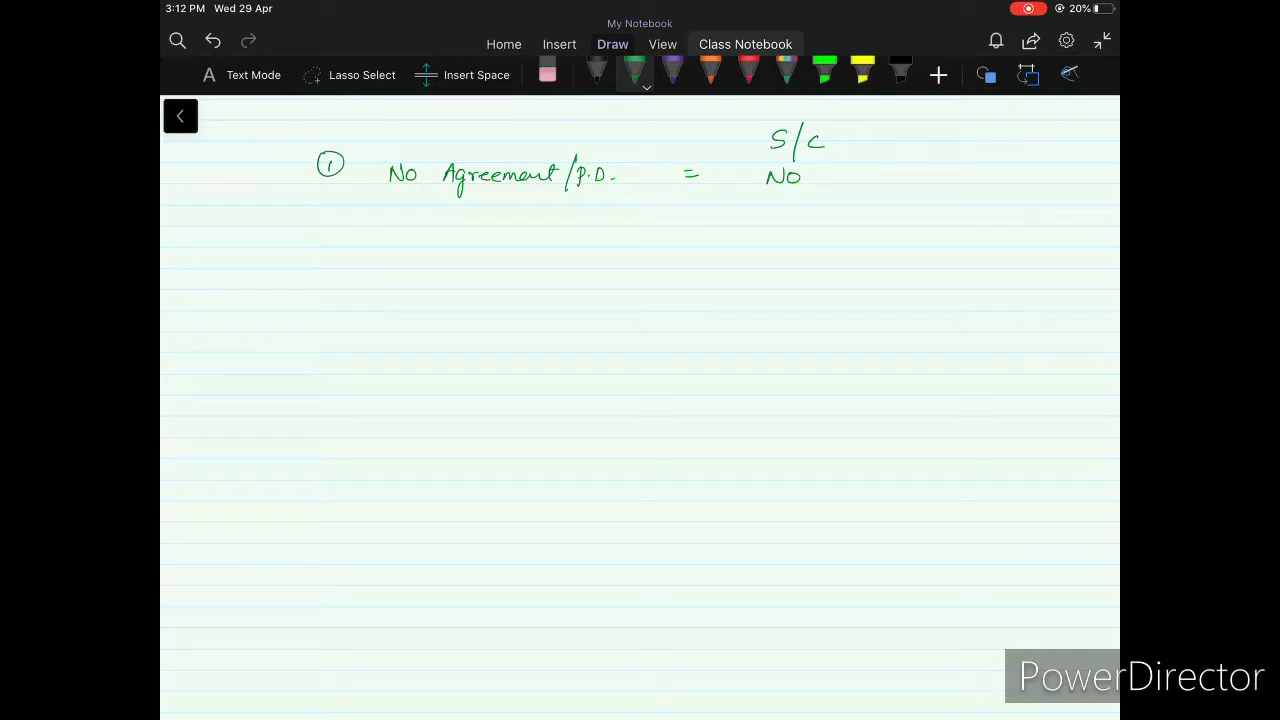 3:12 PM Wed 29 Apr
20%
My Notebook
Home Insert Draw View Class Notebook
A Text Mode Lasso Select Insert Space
S/C
① No Agreement/P.D. = NO
PowerDirector